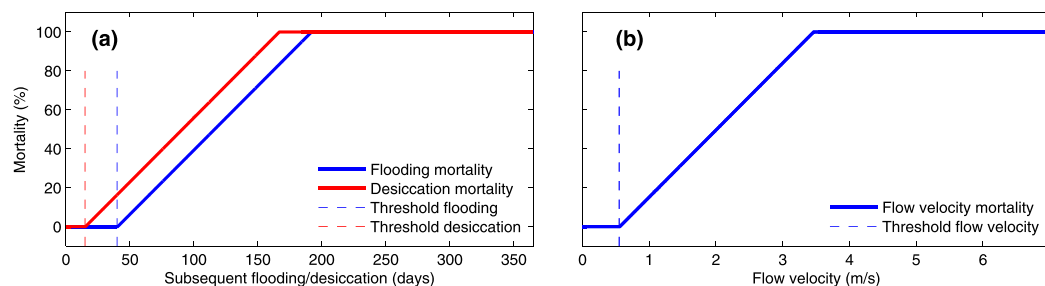 (a)
100
80
60
40
20
0
Mortality (%)
Flooding mortality
Desiccation mortality
Threshold flooding
Threshold desiccation
0 50 100 150 200 250 300 350
Subsequent flooding/desiccation (days)
(b)
Flow velocity mortality
Threshold flow velocity
0 1 2 3 4 5 6
Flow velocity (m/s)